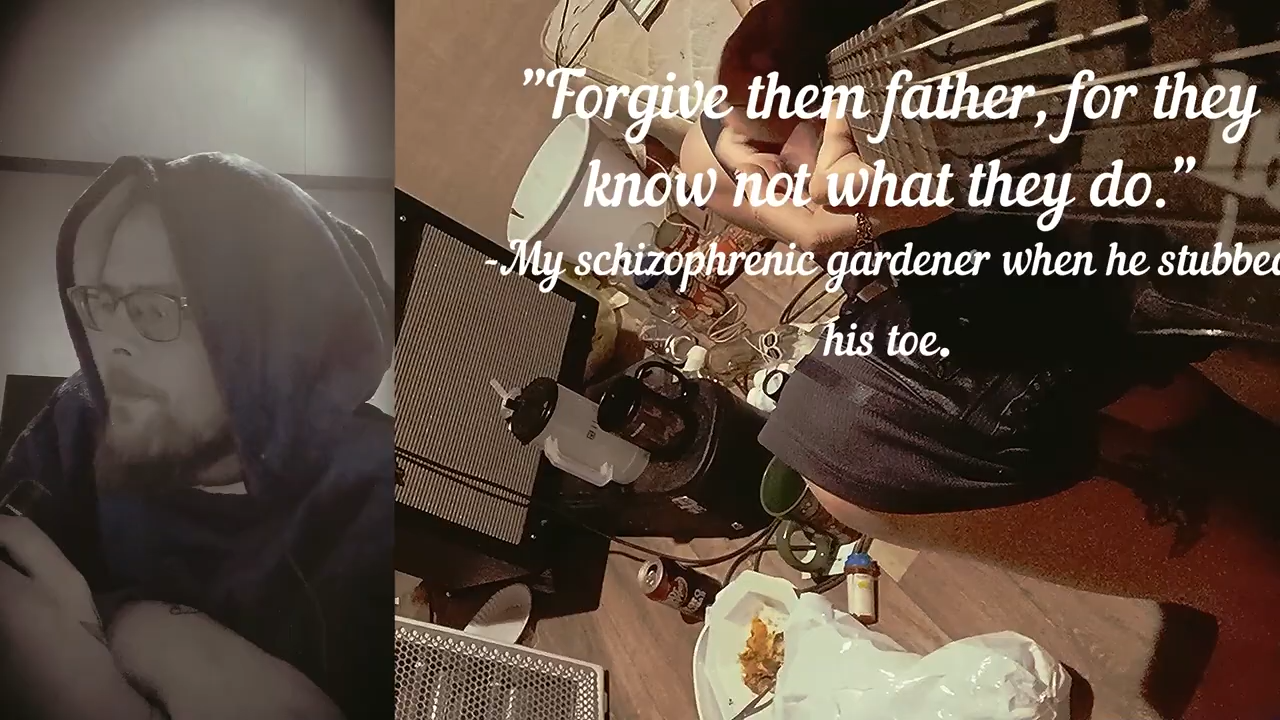 "Forgive them father, for they
know not what they do."
-My schizophrenic gardener when he stubbed
his toe.